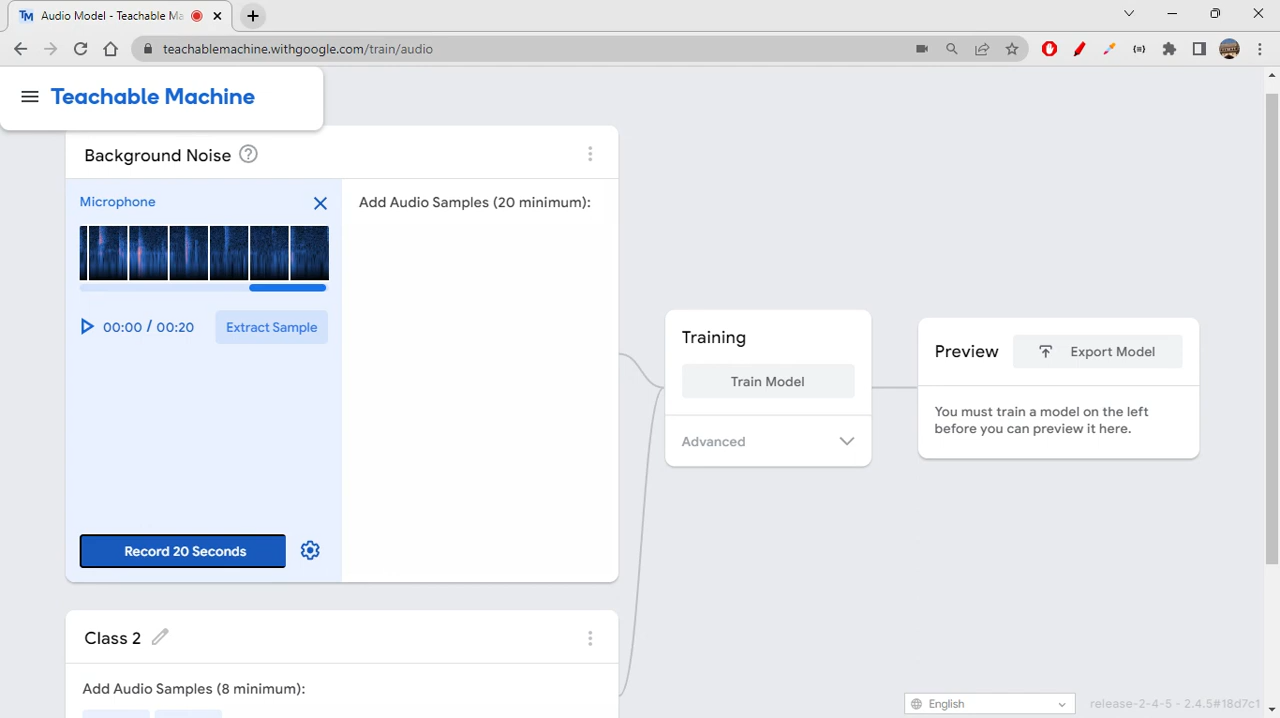 Audio Model - Teachable Ma
teachablemachine.withgoogle.com/train/audio
Teachable Machine
Background Noise
Microphone
Add Audio Samples (20 minimum):
00:00 / 00:20
Extract Sample
Record 20 Seconds
Training
Train Model
Advanced
Preview
Export Model
You must train a model on the left
before you can preview it here.
Class 2
Add Audio Samples (8 minimum):
English
release-2-4-5 - 2.4.5#18d7c1